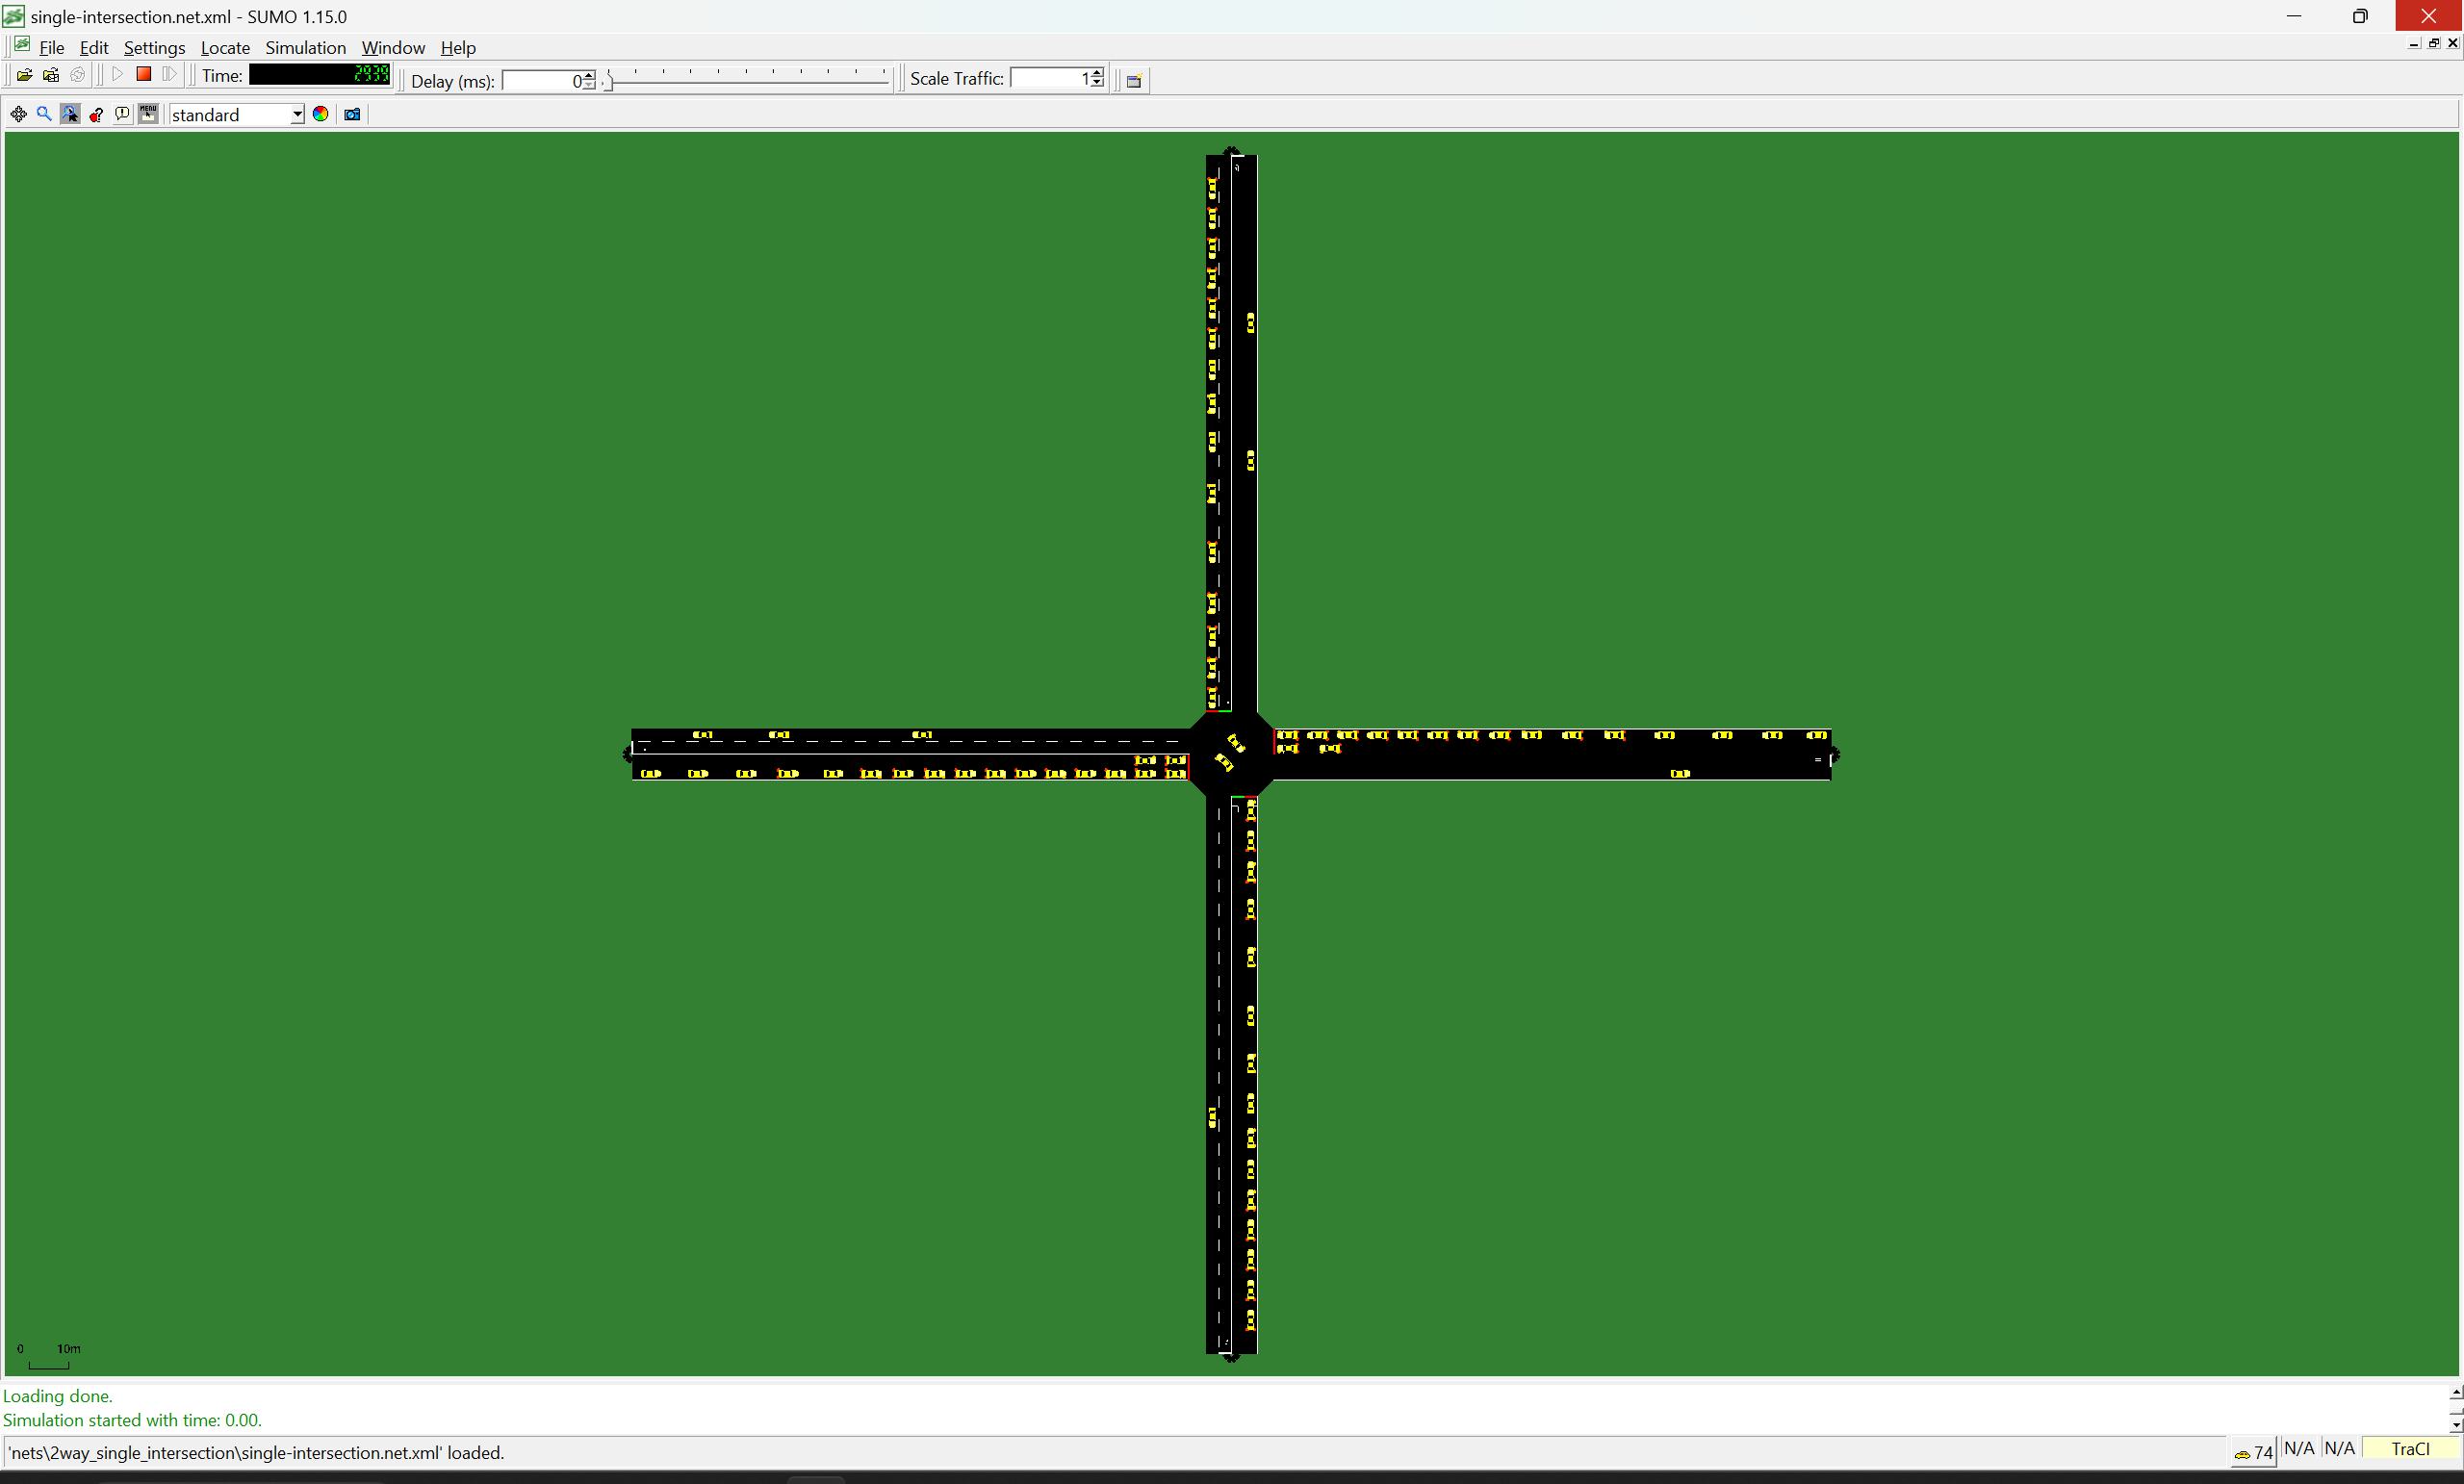 single-intersection.net.xml - SUMO 1.15.0
File Edit Settings Locate Simulation Window Help
Time: 2939 Delay (ms): 0 Scale Traffic: 1
MENU standard
0 10m
Loading done.
Simulation started with time: 0.00.
'nets\2way_single_intersection\single-intersection.net.xml' loaded. 74 N/A N/A TraCI